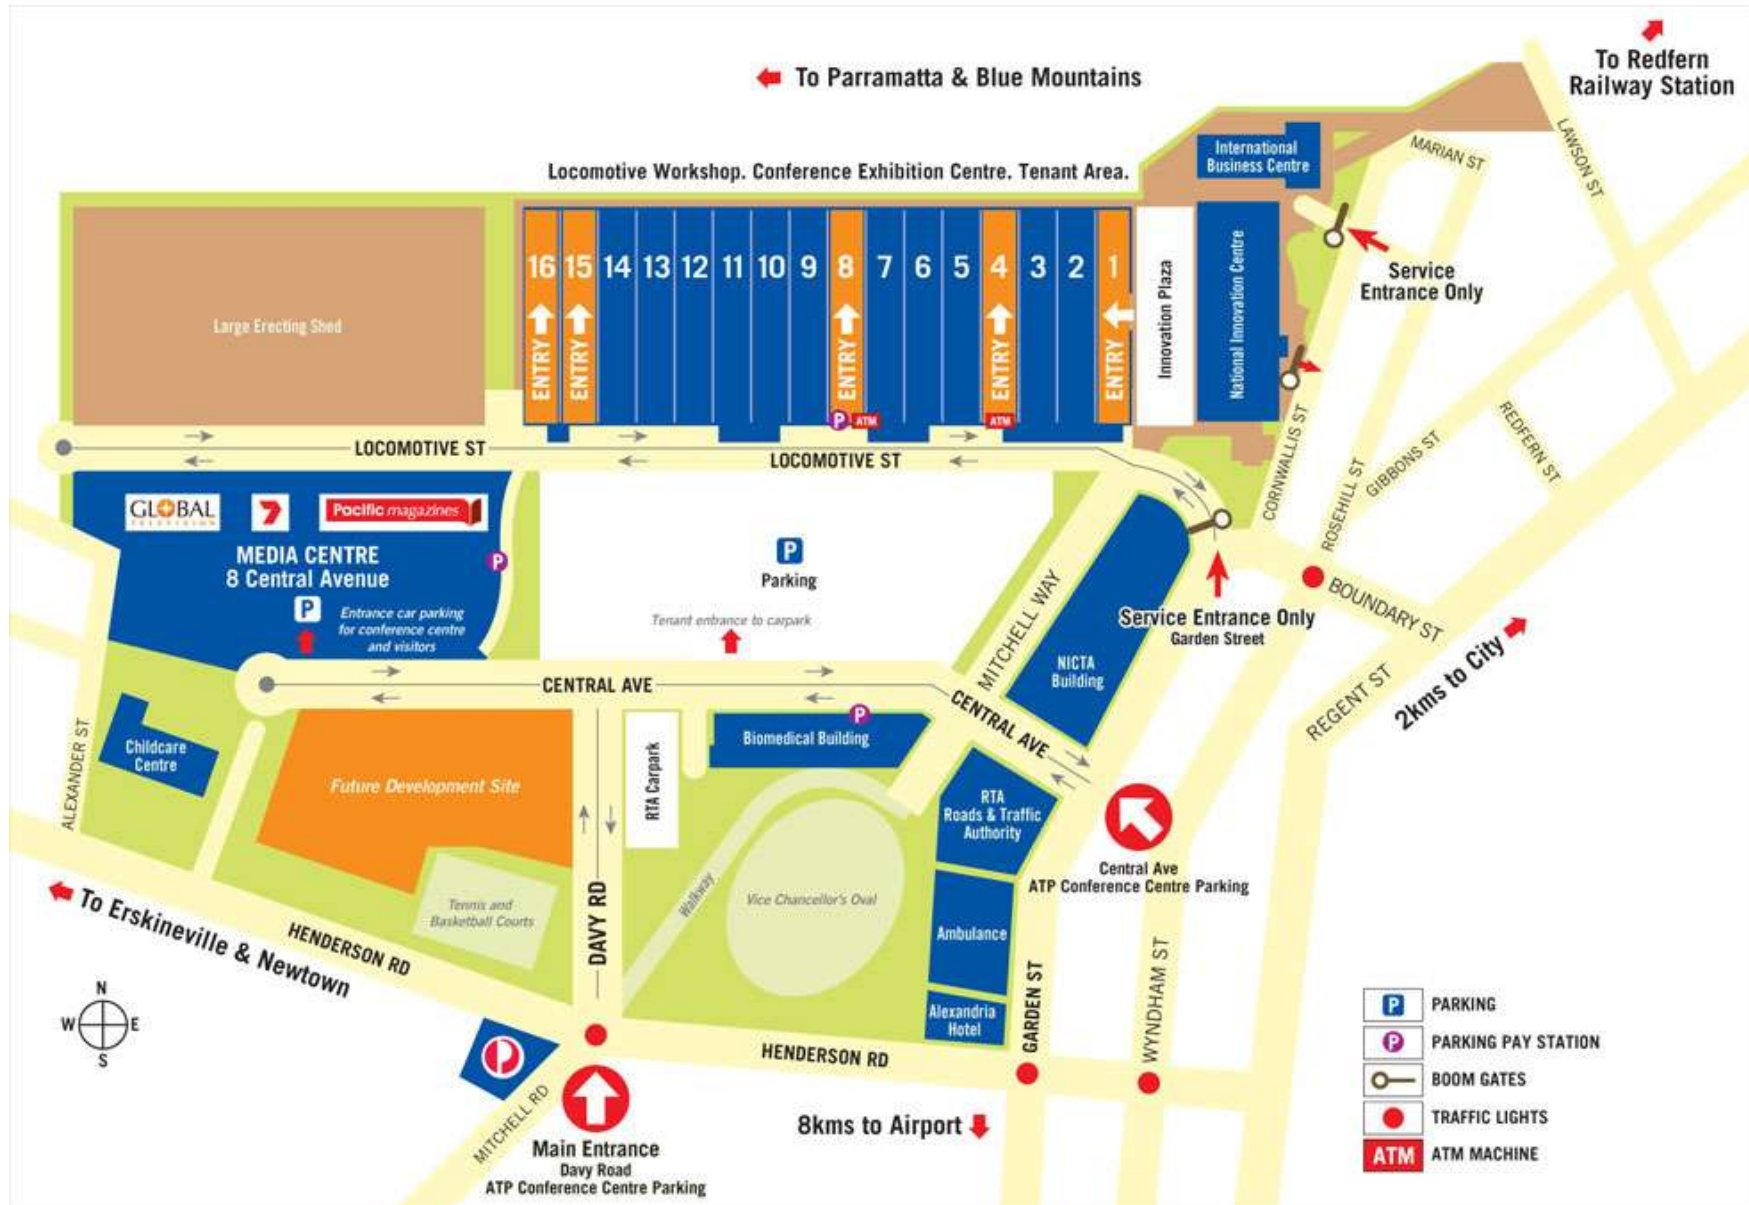 To Redfern
Railway Station
To Parramatta & Blue Mountains
LAWSON ST
MARIAN ST
International
Business Centre
Locomotive Workshop. Conference Exhibition Centre. Tenant Area.
Large Erecting Shed
16 15 14 13 12 11 10 9 8 7 6 5 4 3 2 1
ENTRY
ENTRY
ENTRY
ENTRY
ENTRY
Innovation Plaza
National Innovation Centre
Service
Entrance Only
P
ATM
ATM
LOCOMOTIVE ST
LOCOMOTIVE ST
CORNWALLIS ST
ROSEHILL ST
GIBBONS ST
REDFERN ST
GLOBAL
TELEVISION
7
Pacific magazines
MEDIA CENTRE
8 Central Avenue
P
P
Entrance car parking
for conference centre
and visitors
P
Parking
Tenant entrance to carpark
MITCHELL WAY
NICTA
Building
Service Entrance Only
Garden Street
BOUNDARY ST
REGENT ST
2kms to City
CENTRAL AVE
CENTRAL AVE
ALEXANDER ST
Childcare
Centre
Future Development Site
RTA Carpark
P
Biomedical Building
RTA
Roads & Traffic
Authority
Central Ave
ATP Conference Centre Parking
Tennis and
Basketball Courts
DAVY RD
Walkway
Vice Chancellor's Oval
Ambulance
Alexandria
Hotel
GARDEN ST
WYNDHAM ST
To Erskineville & Newtown
HENDERSON RD
HENDERSON RD
N
W E
S
P
MITCHELL RD
Main Entrance
Davy Road
ATP Conference Centre Parking
8kms to Airport
P PARKING
P PARKING PAY STATION
BOOM GATES
TRAFFIC LIGHTS
ATM ATM MACHINE